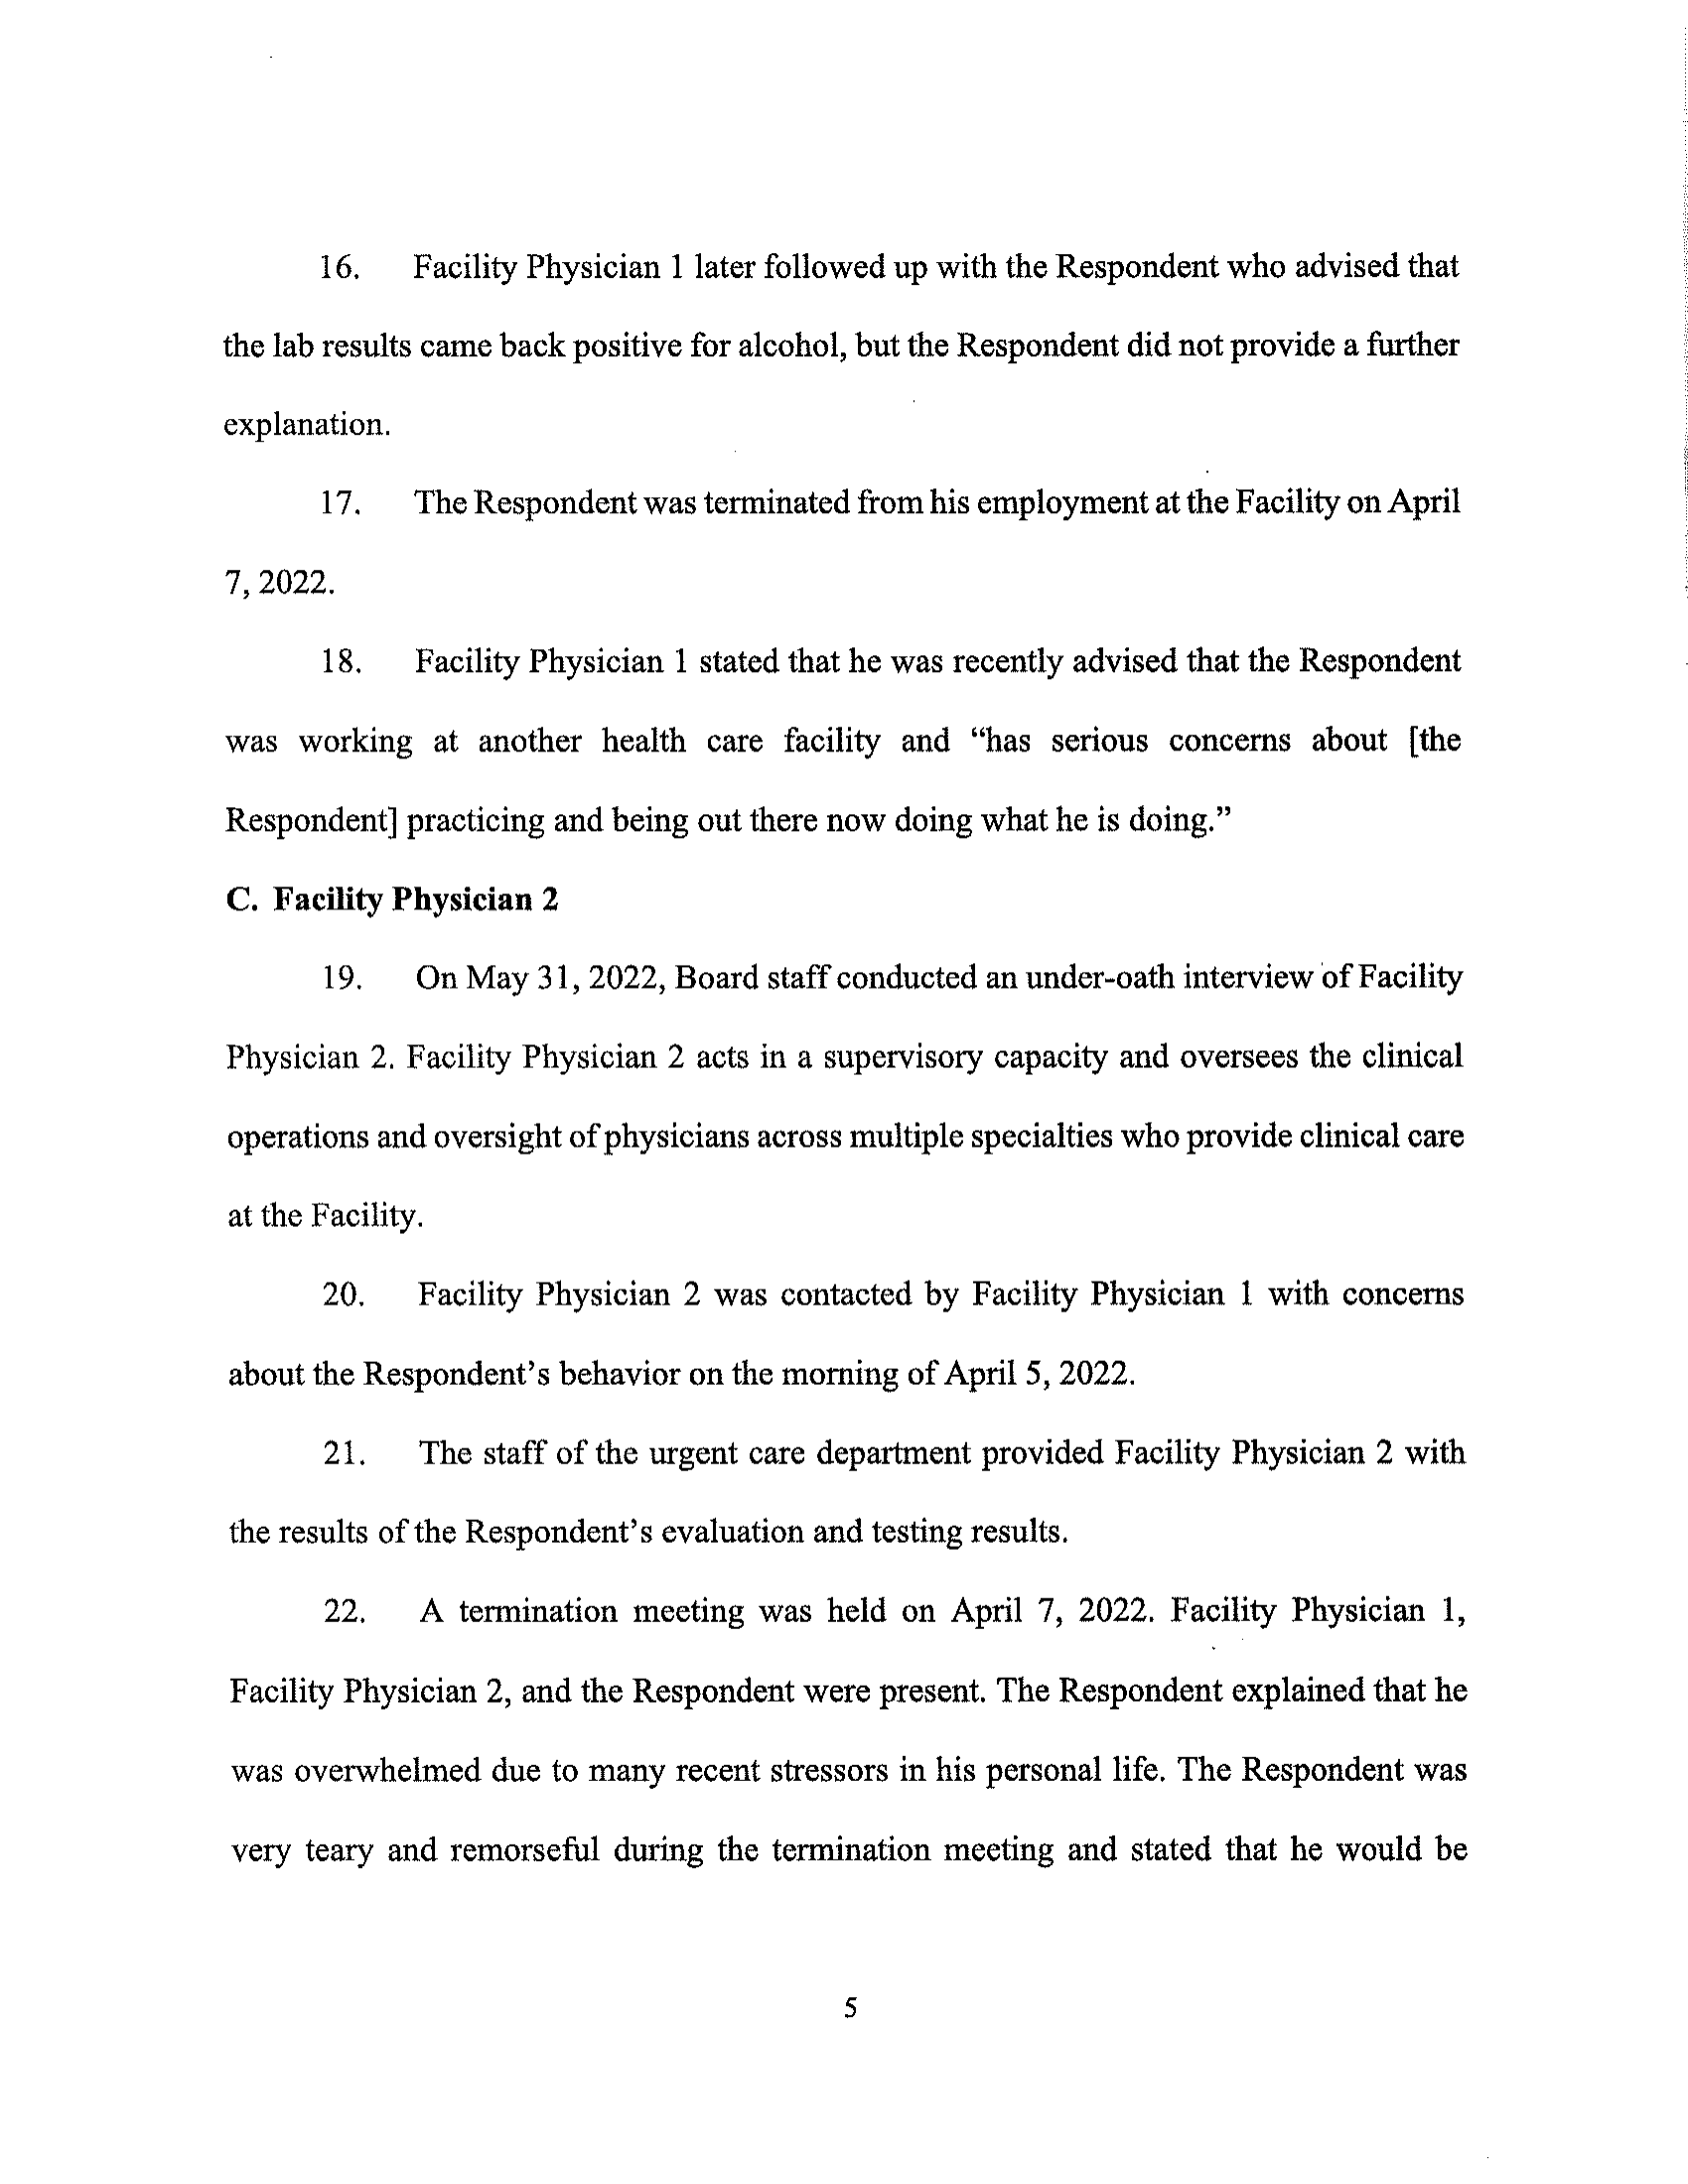 16. Facility Physician 1 later followed up with the Respondent who advised that
the lab results came back positive for alcohol, but the Respondent did not provide a further
explanation.
17. The Respondent was terminated from his employment at the Facility on April
7, 2022.
18. Facility Physician 1 stated that he was recently advised that the Respondent
was working at another health care facility and “has serious concerns about [the
Respondent] practicing and being out there now doing what he is doing.”
C. Facility Physician 2
19. On May 31, 2022, Board staff conducted an under-oath interview of Facility
Physician 2. Facility Physician 2 acts in a supervisory capacity and oversees the clinical
operations and oversight of physicians across multiple specialties who provide clinical care
at the Facility.
20. Facility Physician 2 was contacted by Facility Physician 1 with concerns
about the Respondent’s behavior on the morning of April 5, 2022.
21. The staff of the urgent care department provided Facility Physician 2 with
the results of the Respondent’s evaluation and testing results.
22. A termination meeting was held on April 7, 2022. Facility Physician 1,
Facility Physician 2, and the Respondent were present. The Respondent explained that he
was overwhelmed due to many recent stressors in his personal life. The Respondent was
very teary and remorseful during the termination meeting and stated that he would be
5